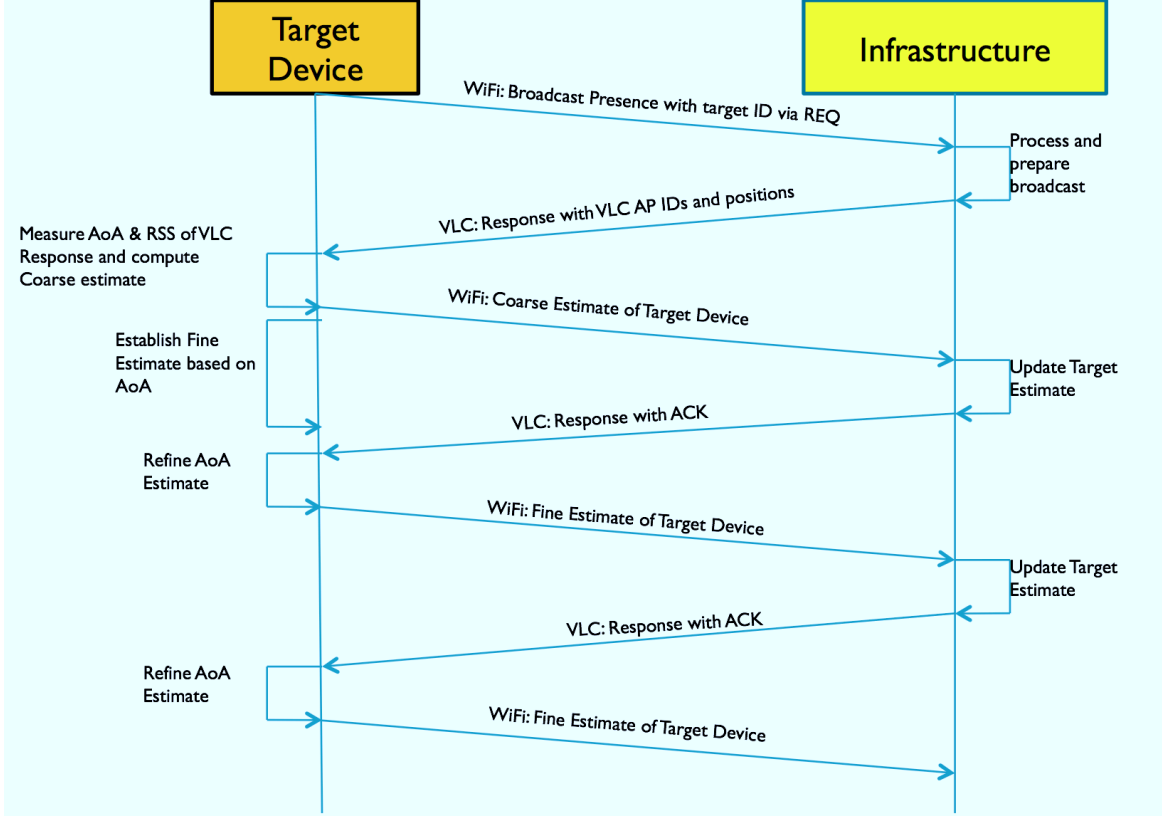 Target
Device
Infrastructure
WiFi: Broadcast Presence with target ID via REQ
Process and
prepare
broadcast
VLC: Response with VLC AP IDs and positions
Measure AoA & RSS of VLC
Response and compute
Coarse estimate
WiFi: Coarse Estimate of Target Device
Establish Fine
Estimate based on
AoA
Update Target
Estimate
VLC: Response with ACK
Refine AoA
Estimate
WiFi: Fine Estimate of Target Device
Update Target
Estimate
VLC: Response with ACK
Refine AoA
Estimate
WiFi: Fine Estimate of Target Device